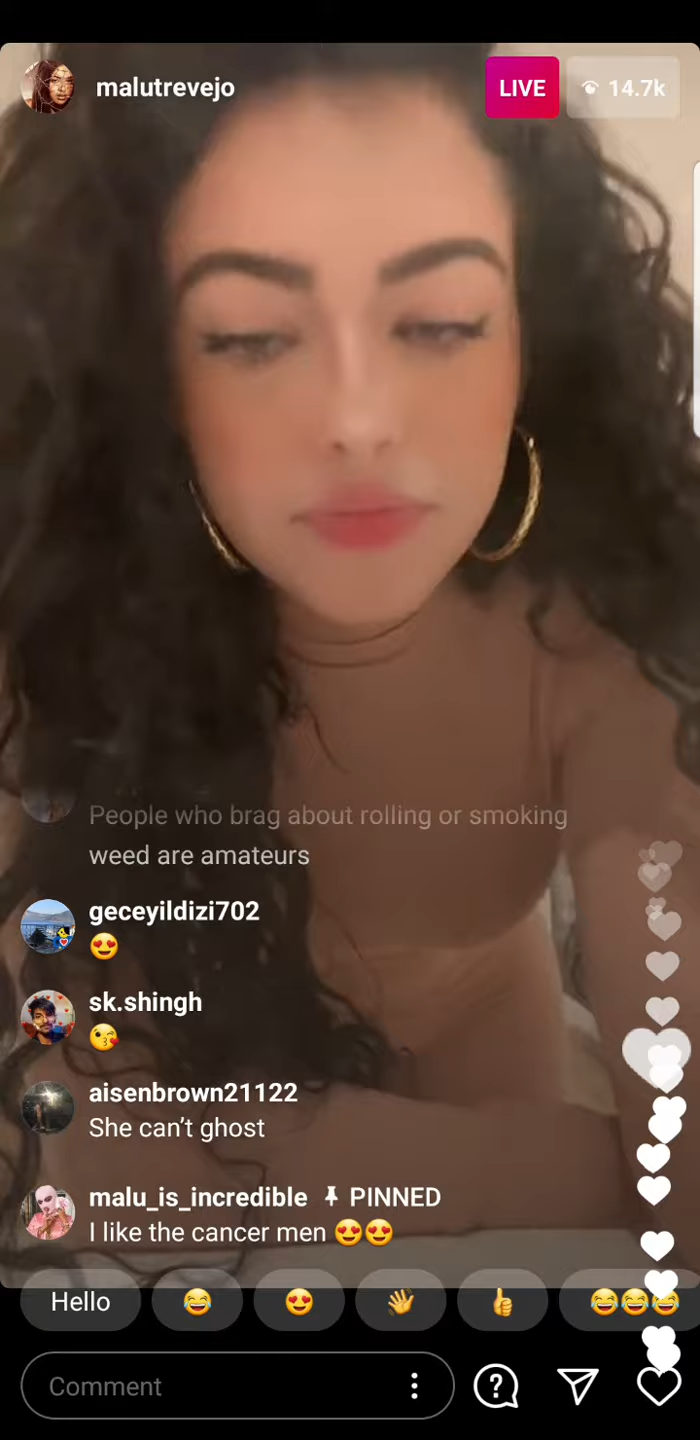 malutrevejo
LIVE
14.7k
People who brag about rolling or smoking
weed are amateurs
geceyildizi702
😍
sk.shingh
😘
aisenbrown21122
She can’t ghost
malu_is_incredible PINNED
I like the cancer men 😍😍
Hello 😂 😍 👋 👍 😂😂😂
Comment